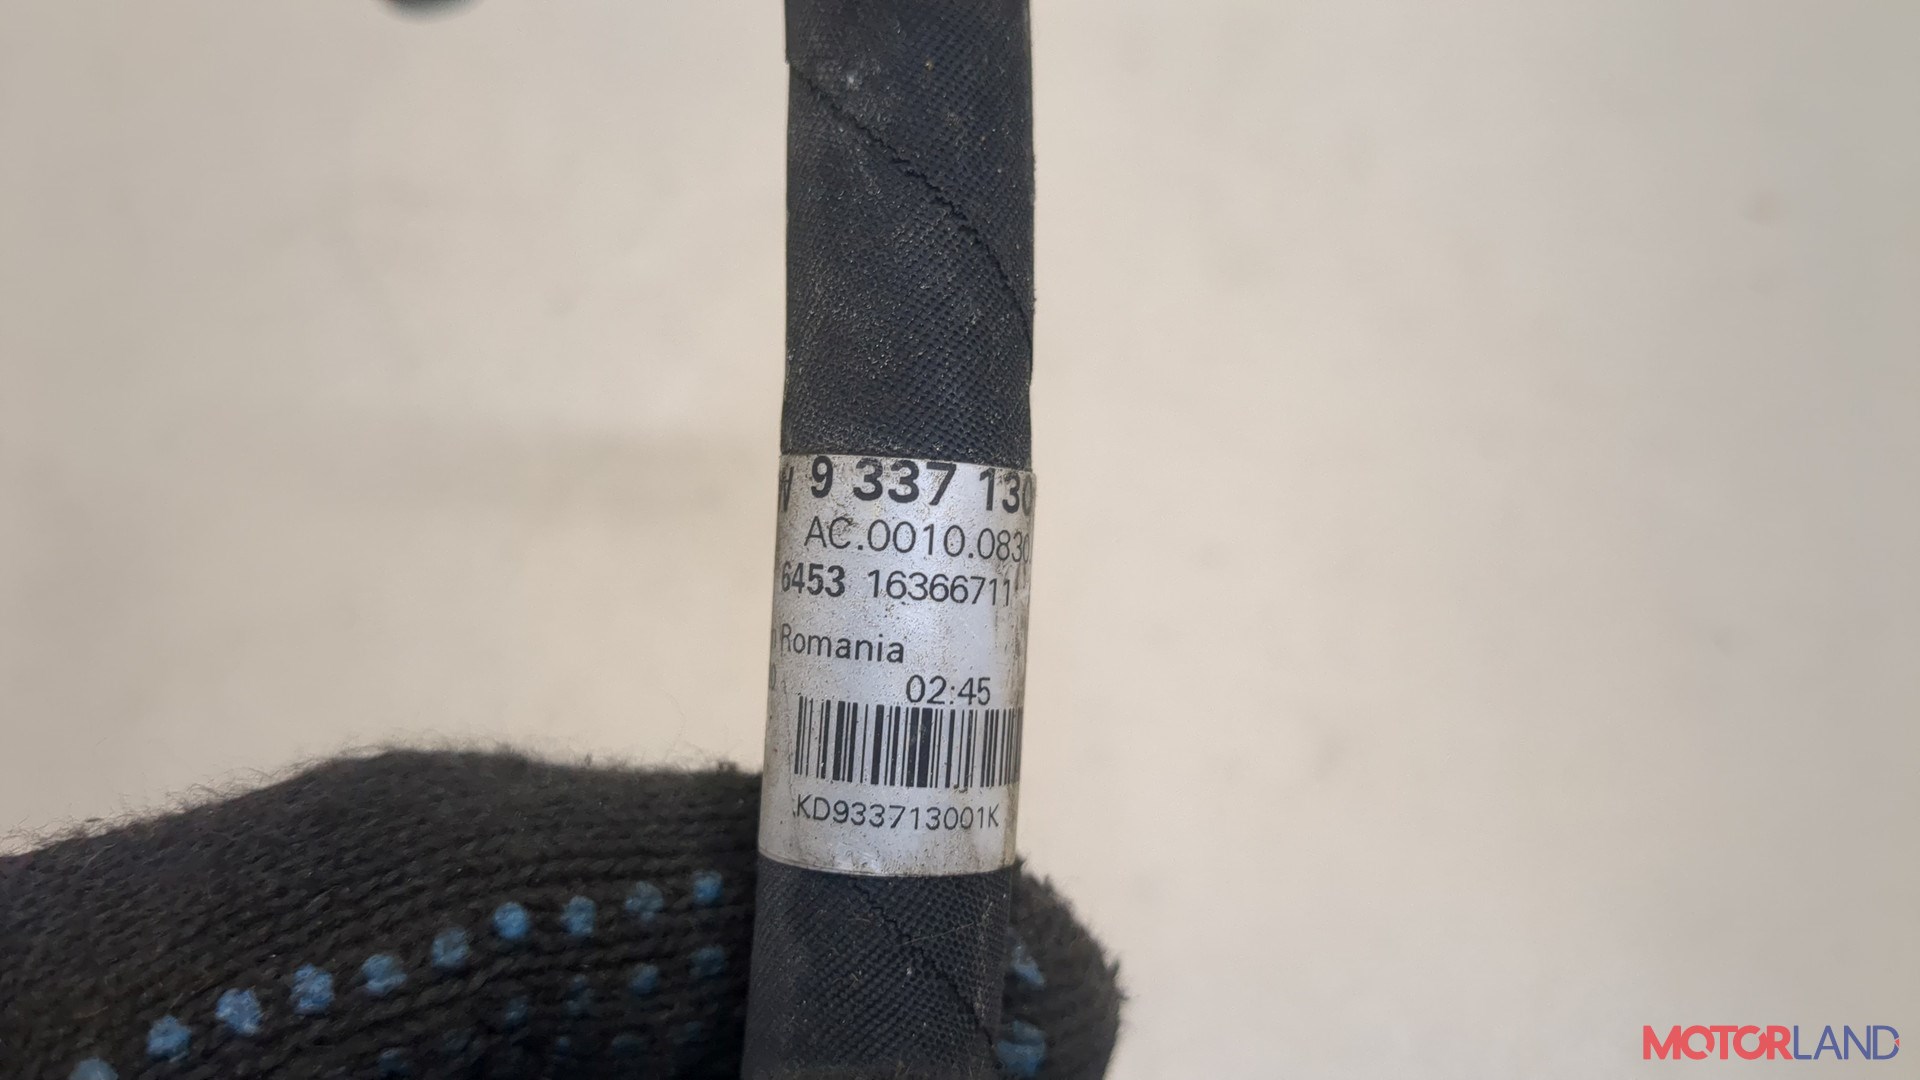 9 337 130
AC.0010.0830
6453 16366711
Romania
02:45
KD933713001K
MOTORLAND